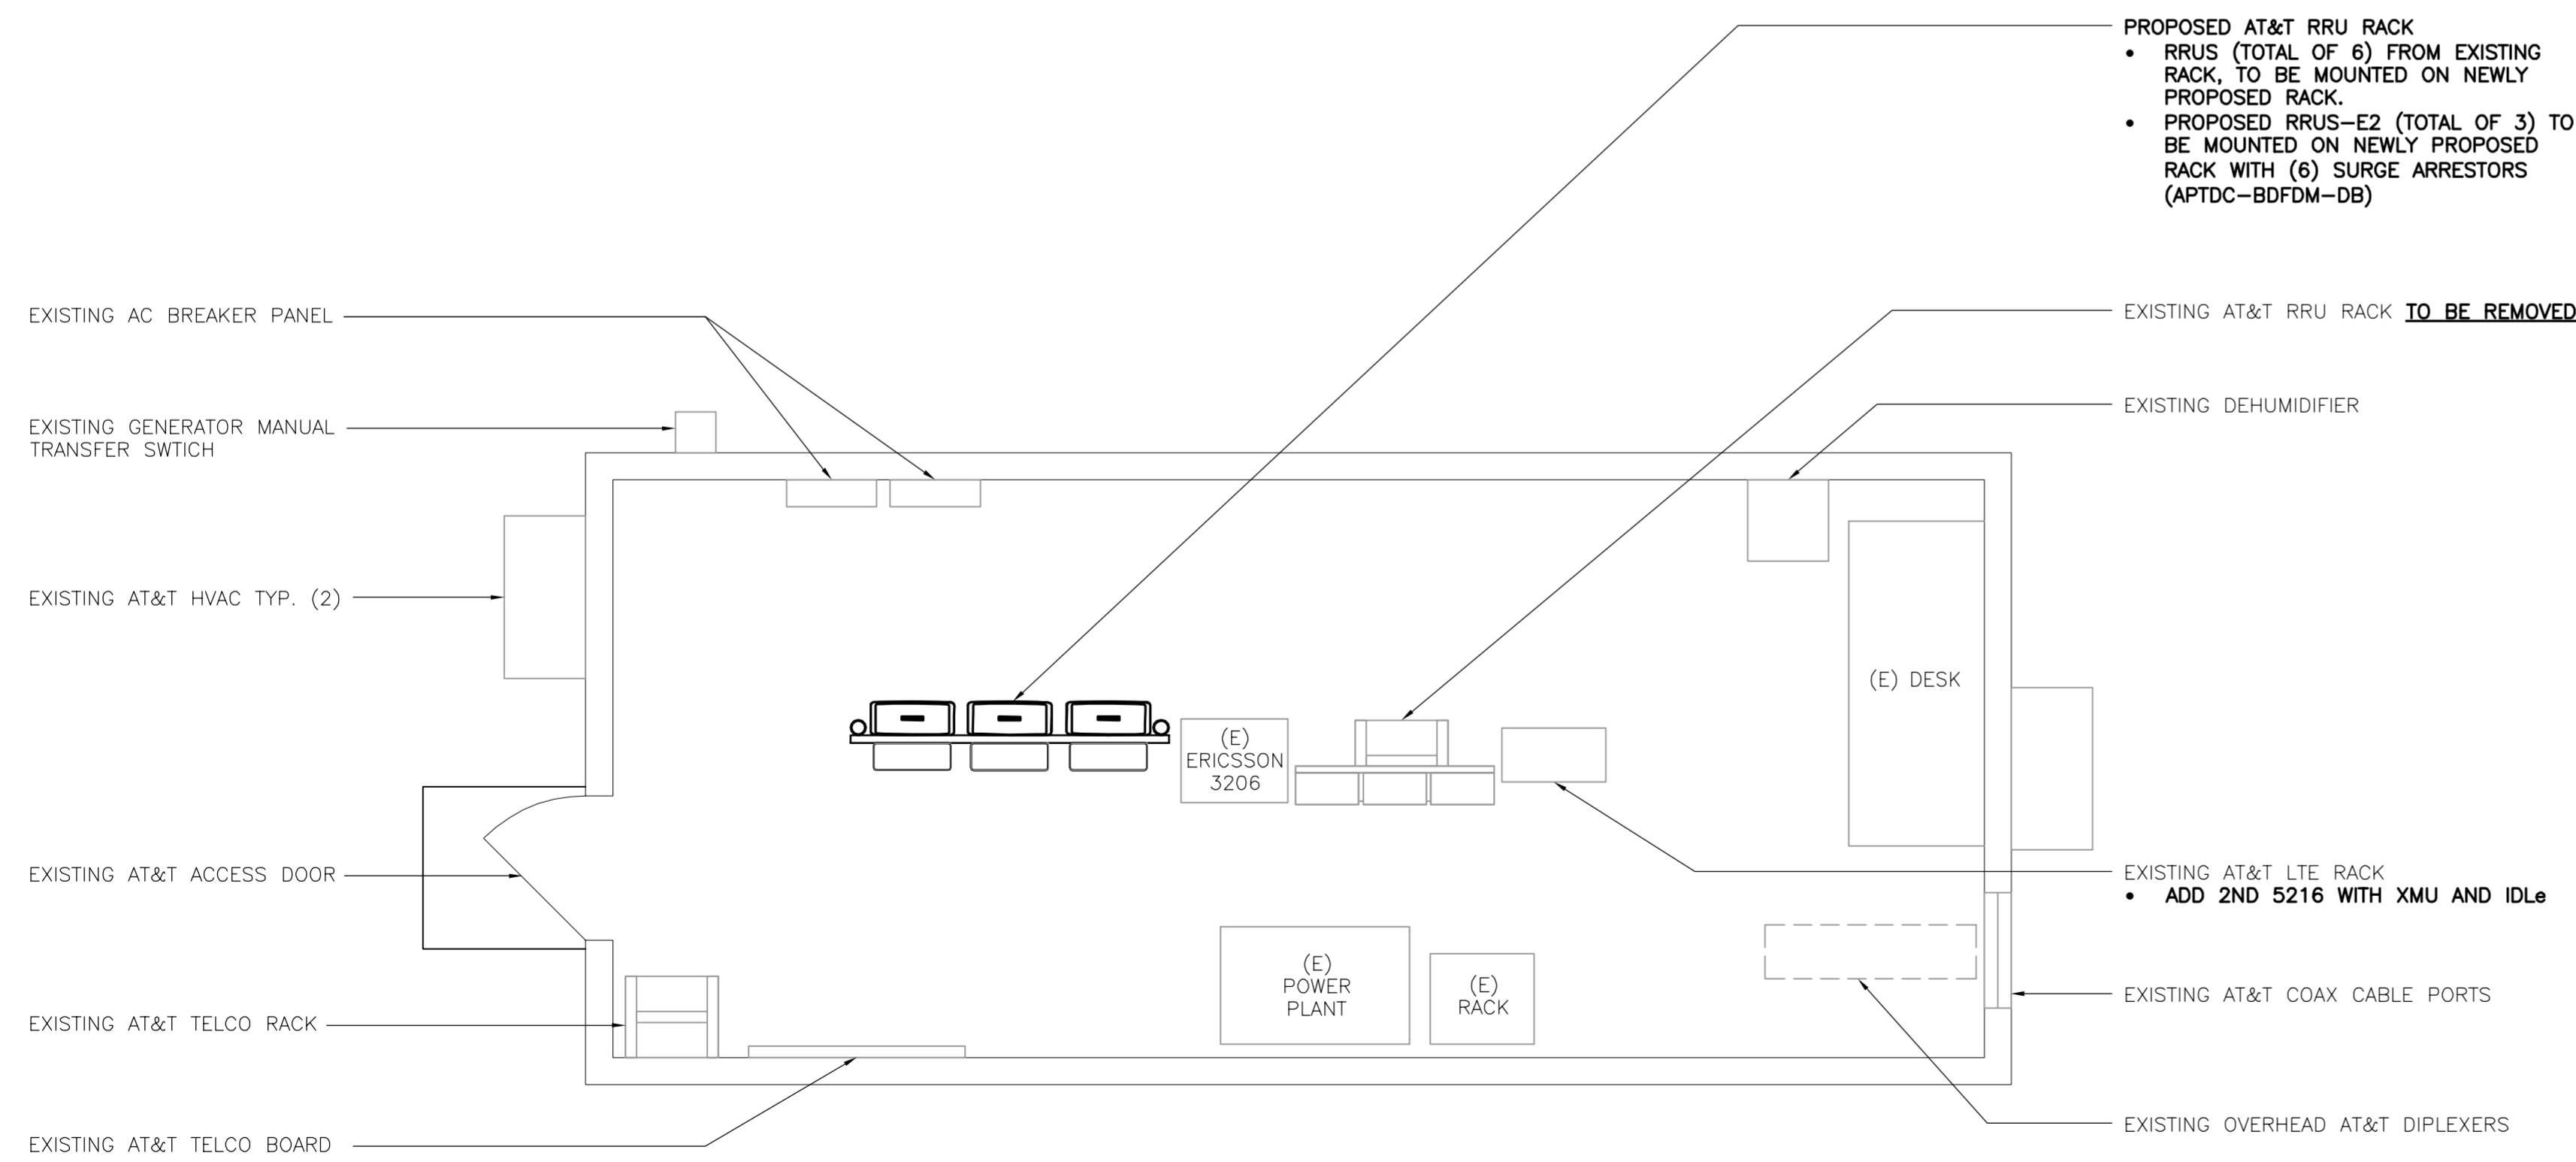 PROPOSED AT&T RRU RACK
• RRUS (TOTAL OF 6) FROM EXISTING
RACK, TO BE MOUNTED ON NEWLY
PROPOSED RACK.
• PROPOSED RRUS-E2 (TOTAL OF 3) TO
BE MOUNTED ON NEWLY PROPOSED
RACK WITH (6) SURGE ARRESTORS
(APTDC-BDFDM-DB)
EXISTING AC BREAKER PANEL
EXISTING AT&T RRU RACK TO BE REMOVED
EXISTING DEHUMIDIFIER
EXISTING GENERATOR MANUAL
TRANSFER SWTICH
EXISTING AT&T HVAC TYP. (2)
(E) DESK
(E)
ERICSSON
3206
EXISTING AT&T ACCESS DOOR
EXISTING AT&T LTE RACK
• ADD 2ND 5216 WITH XMU AND IDLe
(E)
POWER
PLANT
(E)
RACK
EXISTING AT&T COAX CABLE PORTS
EXISTING AT&T TELCO RACK
EXISTING OVERHEAD AT&T DIPLEXERS
EXISTING AT&T TELCO BOARD